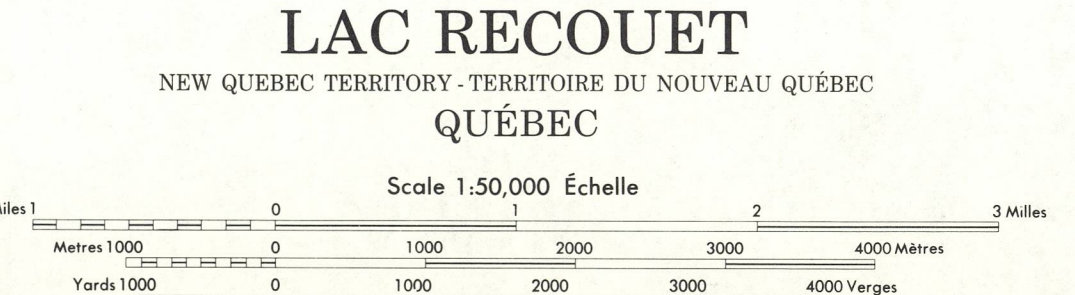 LAC RECOUET
NEW QUEBEC TERRITORY - TERRITOIRE DU NOUVEAU QUÉBEC
QUÉBEC
Scale 1:50,000 Échelle
1 0 1 2 3 Milles
Metres 1000 0 1000 2000 3000 4000 Mètres
Yards 1000 0 1000 2000 3000 4000 Verges